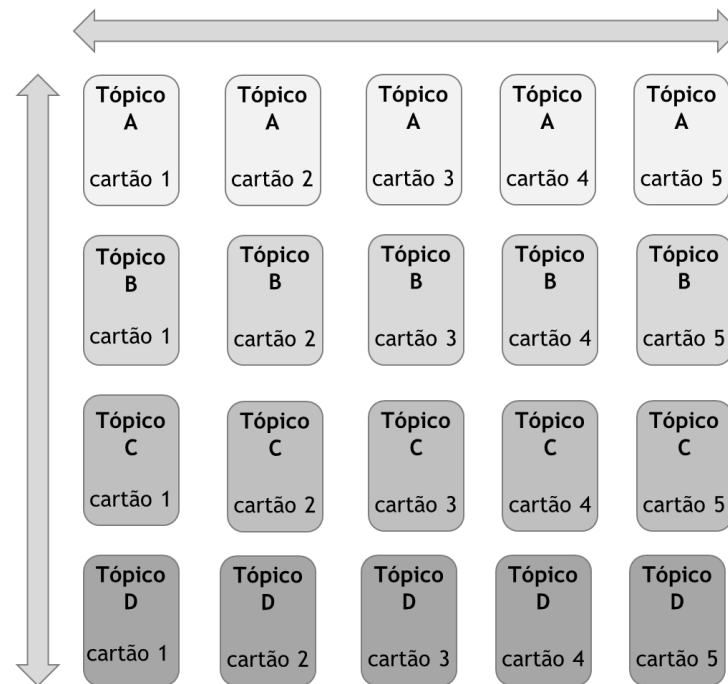 Tópico
A
cartão 1
Tópico
A
cartão 2
Tópico
A
cartão 3
Tópico
A
cartão 4
Tópico
A
cartão 5
Tópico
B
cartão 1
Tópico
B
cartão 2
Tópico
B
cartão 3
Tópico
B
cartão 4
Tópico
B
cartão 5
Tópico
C
cartão 1
Tópico
C
cartão 2
Tópico
C
cartão 3
Tópico
C
cartão 4
Tópico
C
cartão 5
Tópico
D
cartão 1
Tópico
D
cartão 2
Tópico
D
cartão 3
Tópico
D
cartão 4
Tópico
D
cartão 5